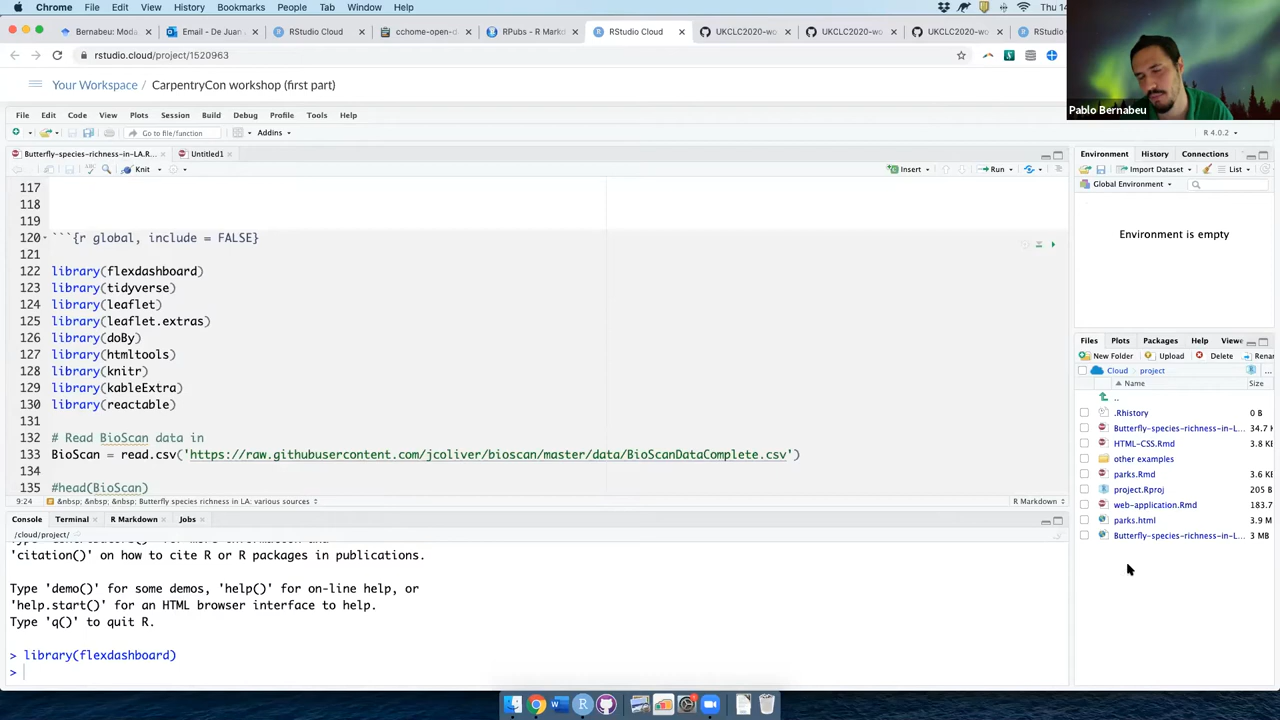 Chrome File Edit View History Bookmarks People Tab Window Help
Bernabeu: Moda
Email - De Juan
RStudio Cloud
cchome-open-d
RPubs - R Mark
RStudio Cloud
UKCLC2020-wo
UKCLC2020-wo
UKCLC2020-wo
rstudio.cloud/project/1520963
Your Workspace / CarpentryCon workshop (first part)
Pablo Bernabeu
File Edit Code View Plots Session Build Debug Profile Tools Help
Go to file/function Addins R 4.0.2
Butterfly-species-richness-in-LA.R... Untitled1
Knit Insert Run
117
118
119
120 ```{r global, include = FALSE}
121
122 library(flexdashboard)
123 library(tidyverse)
124 library(leaflet)
125 library(leaflet.extras)
126 library(doBy)
127 library(htmltools)
128 library(knitr)
129 library(kableExtra)
130 library(reactable)
131
132 # Read BioScan data in
133 BioScan = read.csv('https://raw.githubusercontent.com/jcoliver/bioscan/master/data/BioScanDataComplete.csv')
134
135 #head(BioScan)
9:24 &nbsp; &nbsp; &nbsp; Butterfly species richness in LA: various sources R Markdown
Console Terminal R Markdown Jobs
/cloud/project/
'citation()' on how to cite R or R packages in publications.
Type 'demo()' for some demos, 'help()' for on-line help, or
'help.start()' for an HTML browser interface to help.
Type 'q()' to quit R.
> library(flexdashboard)
>
Environment History Connections
Import Dataset List
Global Environment
Environment is empty
Files Plots Packages Help Viewe
New Folder Upload Delete Renar
Cloud project ...
Name Size
..
.Rhistory 0 B
Butterfly-species-richness-in-L... 34.7 K
HTML-CSS.Rmd 3.8 KB
other examples
parks.Rmd 3.6 KB
project.Rproj 205 B
web-application.Rmd 183.7
parks.html 3.9 M
Butterfly-species-richness-in-L... 3 MB